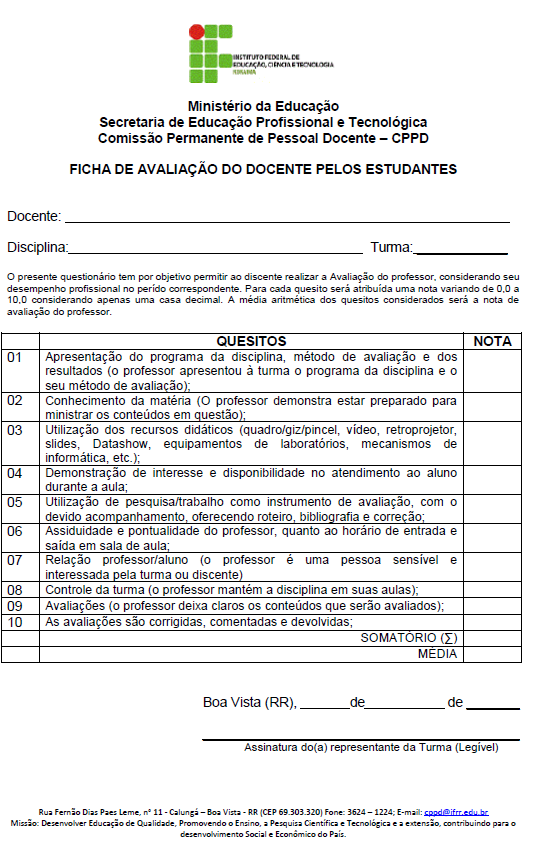 INSTITUTO FEDERAL DE
EDUCAÇÃO, CIÊNCIA E TECNOLOGIA
RORAIMA
Ministério da Educação
Secretaria de Educação Profissional e Tecnológica
Comissão Permanente de Pessoal Docente – CPPD
FICHA DE AVALIAÇÃO DO DOCENTE PELOS ESTUDANTES
Docente:
Disciplina: Turma:
O presente questionário tem por objetivo permitir ao discente realizar a Avaliação do professor, considerando seu
desempenho profissional no perído correspondente. Para cada quesito será atribuída uma nota variando de 0,0 a
10,0 considerando apenas uma casa decimal. A média aritmética dos quesitos considerados será a nota de
avaliação do professor.
QUESITOS NOTA
01 Apresentação do programa da disciplina, método de avaliação e dos
resultados (o professor apresentou à turma o programa da disciplina e o
seu método de avaliação);
02 Conhecimento da matéria (O professor demonstra estar preparado para
ministrar os conteúdos em questão);
03 Utilização dos recursos didáticos (quadro/giz/pincel, vídeo, retroprojetor,
slides, Datashow, equipamentos de laboratórios, mecanismos de
informática, etc.);
04 Demonstração de interesse e disponibilidade no atendimento ao aluno
durante a aula;
05 Utilização de pesquisa/trabalho como instrumento de avaliação, com o
devido acompanhamento, oferecendo roteiro, bibliografia e correção;
06 Assiduidade e pontualidade do professor, quanto ao horário de entrada e
saída em sala de aula;
07 Relação professor/aluno (o professor é uma pessoa sensível e
interessada pela turma ou discente)
08 Controle da turma (o professor mantém a disciplina em suas aulas);
09 Avaliações (o professor deixa claros os conteúdos que serão avaliados);
10 As avaliações são corrigidas, comentadas e devolvidas;
SOMATÓRIO (∑)
MÉDIA
Boa Vista (RR), de de
Assinatura do(a) representante da Turma (Legível)
Rua Fernão Dias Paes Leme, n° 11 - Calungá – Boa Vista - RR (CEP 69.303.320) Fone: 3624 – 1224; E-mail: cppd@ifrr.edu.br
Missão: Desenvolver Educação de Qualidade, Promovendo o Ensino, a Pesquisa Científica e Tecnológica e a extensão, contribuindo para o
desenvolvimento Social e Econômico do País.